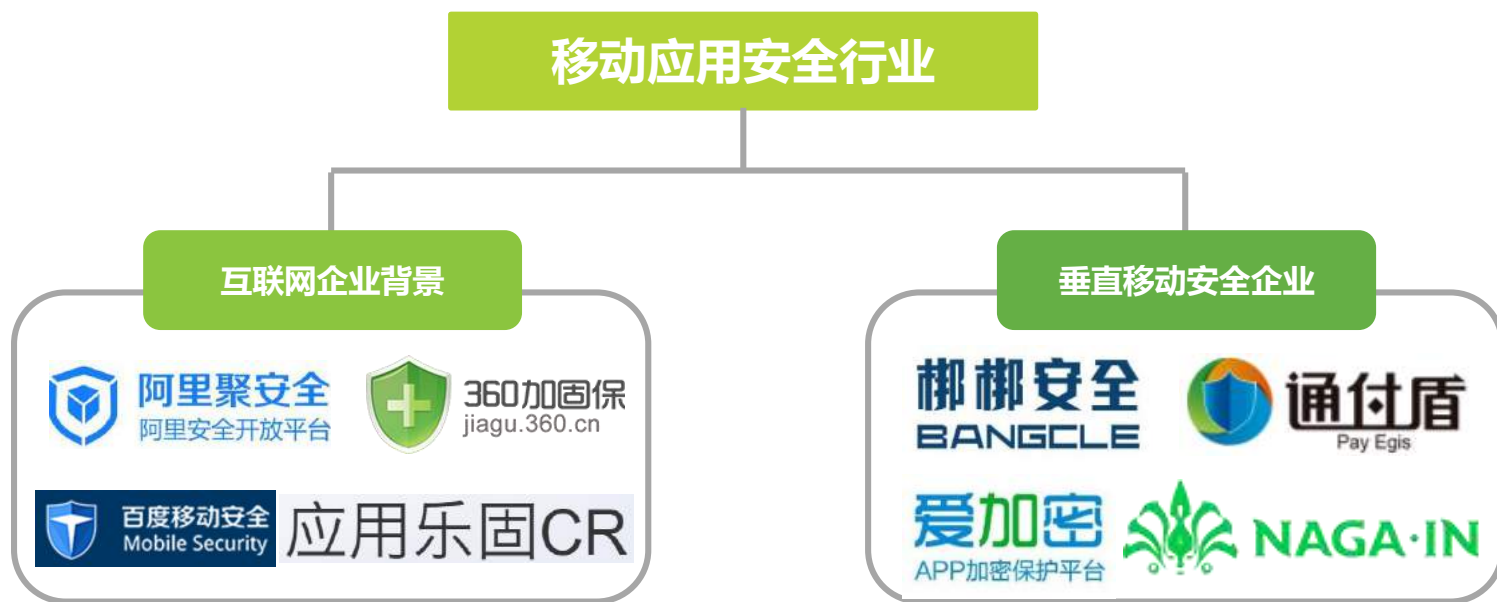 移动应用安全行业
互联网企业背景
垂直移动安全企业
阿里聚安全
阿里安全开放平台
360加固保
jiagu.360.cn
百度移动安全
Mobile Security
应用乐固CR
梆梆安全
BANGCLE
通付盾
Pay Egis
爱加密
APP加密保护平台
NAGA·IN